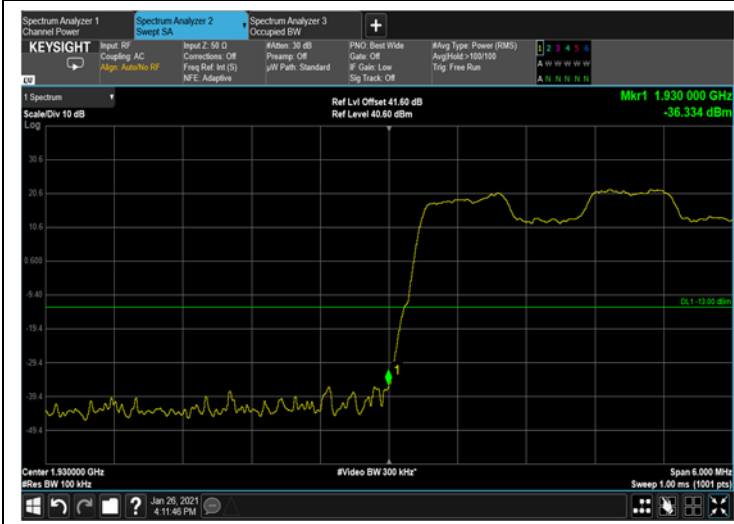 Spectrum Analyzer 1
Channel Power
Spectrum Analyzer 2
Swept SA
Spectrum Analyzer 3
Occupied BW
+
KEYSIGHT
Input: RF
Coupling: AC
Align: Auto/No RF
Input Z: 50 Ω
Corrections: Off
Freq Ref: Int (S)
NFE: Adaptive
#Atten: 30 dB
Preamp: Off
µW Path: Standard
PNO: Best Wide
Gate: Off
IF Gain: Low
Sig Track: Off
#Avg Type: Power (RMS)
Avg|Hold:>100/100
Trig: Free Run
1 2 3 4 5 6
A W W W W W
A N N N N N
LXI
1 Spectrum
Scale/Div 10 dB
Ref Lvl Offset 41.60 dB
Ref Level 40.60 dBm
Mkr1 1.930 000 GHz
-36.334 dBm
Log
30.6
20.6
10.6
0.600
-9.40
DL1 -13.00 dBm
-19.4
-29.4
1
-39.4
-49.4
Center 1.930000 GHz
#Video BW 300 kHz*
Span 6.000 MHz
#Res BW 100 kHz
Sweep 1.00 ms (1001 pts)
?
Jan 26, 2021
4:11:46 PM